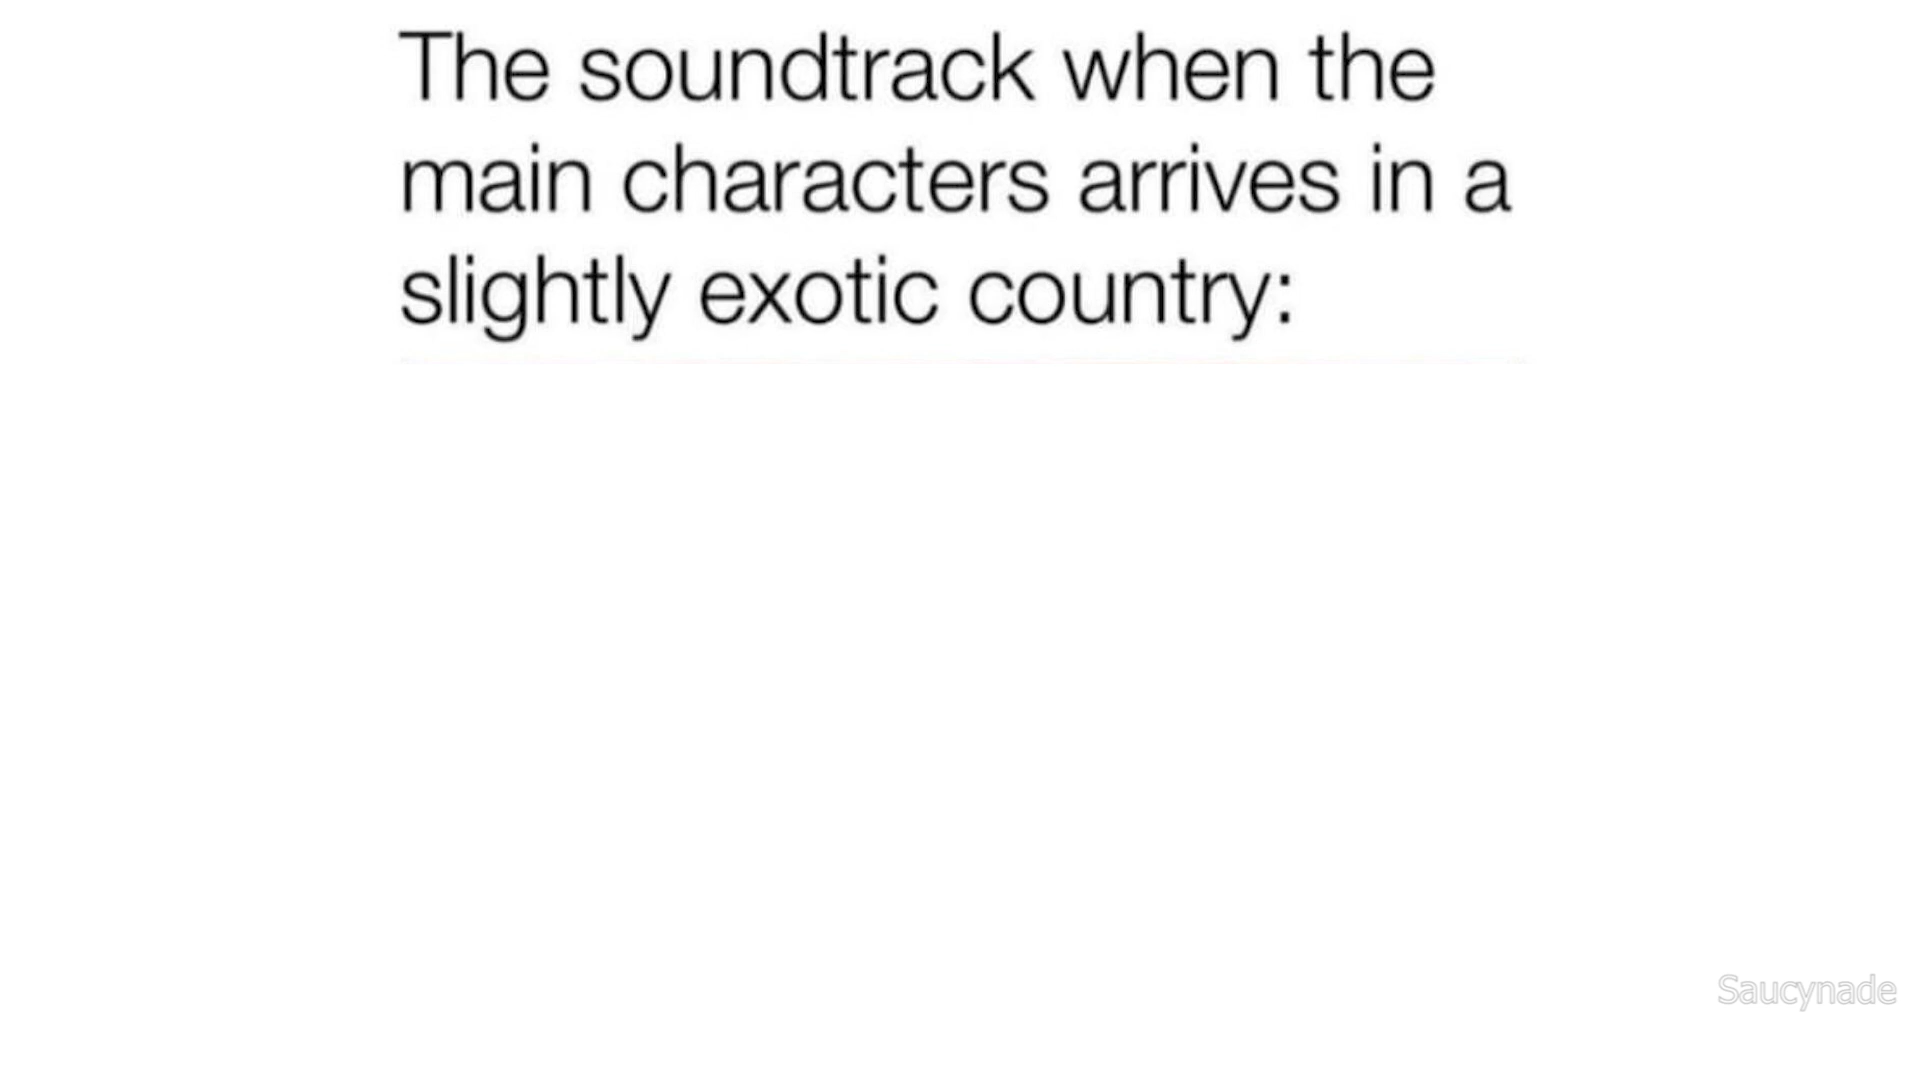 The soundtrack when the
main characters arrives in a
slightly exotic country:
Saucynade